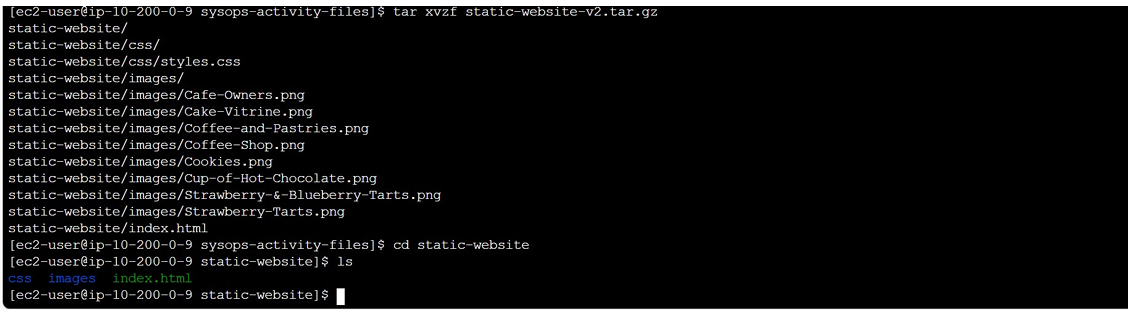 [ec2-user@ip-10-200-0-9 sysops-activity-files]$ tar xvzf static-website-v2.tar.gz
static-website/
static-website/css/
static-website/css/styles.css
static-website/images/
static-website/images/Cafe-Owners.png
static-website/images/Cake-Vitrine.png
static-website/images/Coffee-and-Pastries.png
static-website/images/Coffee-Shop.png
static-website/images/Cookies.png
static-website/images/Cup-of-Hot-Chocolate.png
static-website/images/Strawberry-&-Blueberry-Tarts.png
static-website/images/Strawberry-Tarts.png
static-website/index.html
[ec2-user@ip-10-200-0-9 sysops-activity-files]$ cd static-website
[ec2-user@ip-10-200-0-9 static-website]$ ls
css  images  index.html
[ec2-user@ip-10-200-0-9 static-website]$